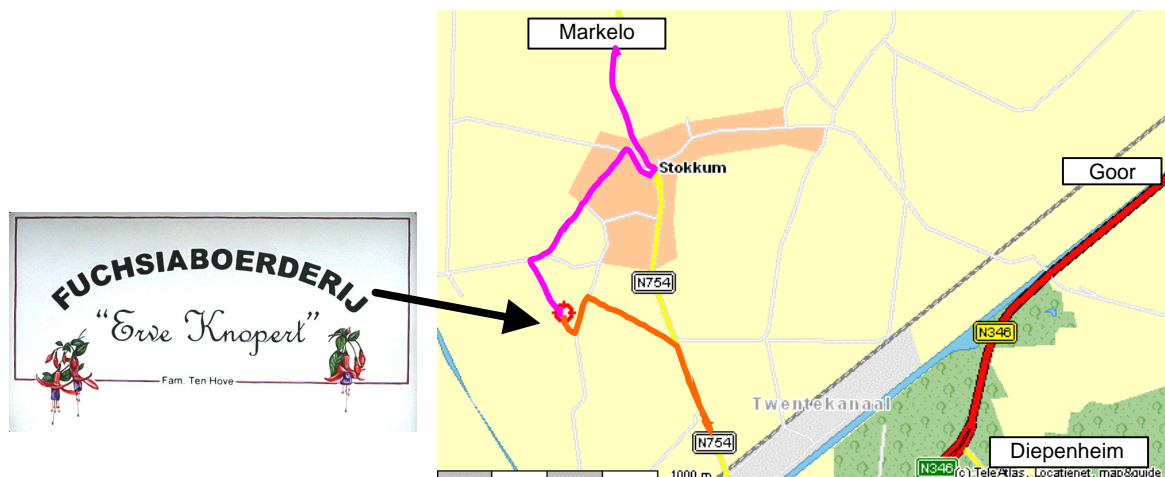 FUCHSIABOERDERIJ
“Erve Knopert”
Fam. Ten Hove
Markelo
Stokkum
Goor
N754
N346
Twentekanaal
N754
Diepenheim
N346
1000 m
(c) TeleAtlas, Locatienet, map&guide